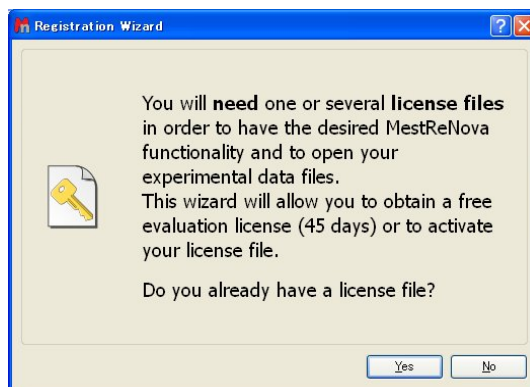 Registration Wizard
You will need one or several license files
in order to have the desired MestReNova
functionality and to open your
experimental data files.
This wizard will allow you to obtain a free
evaluation license (45 days) or to activate
your license file.
Do you already have a license file?
Yes No